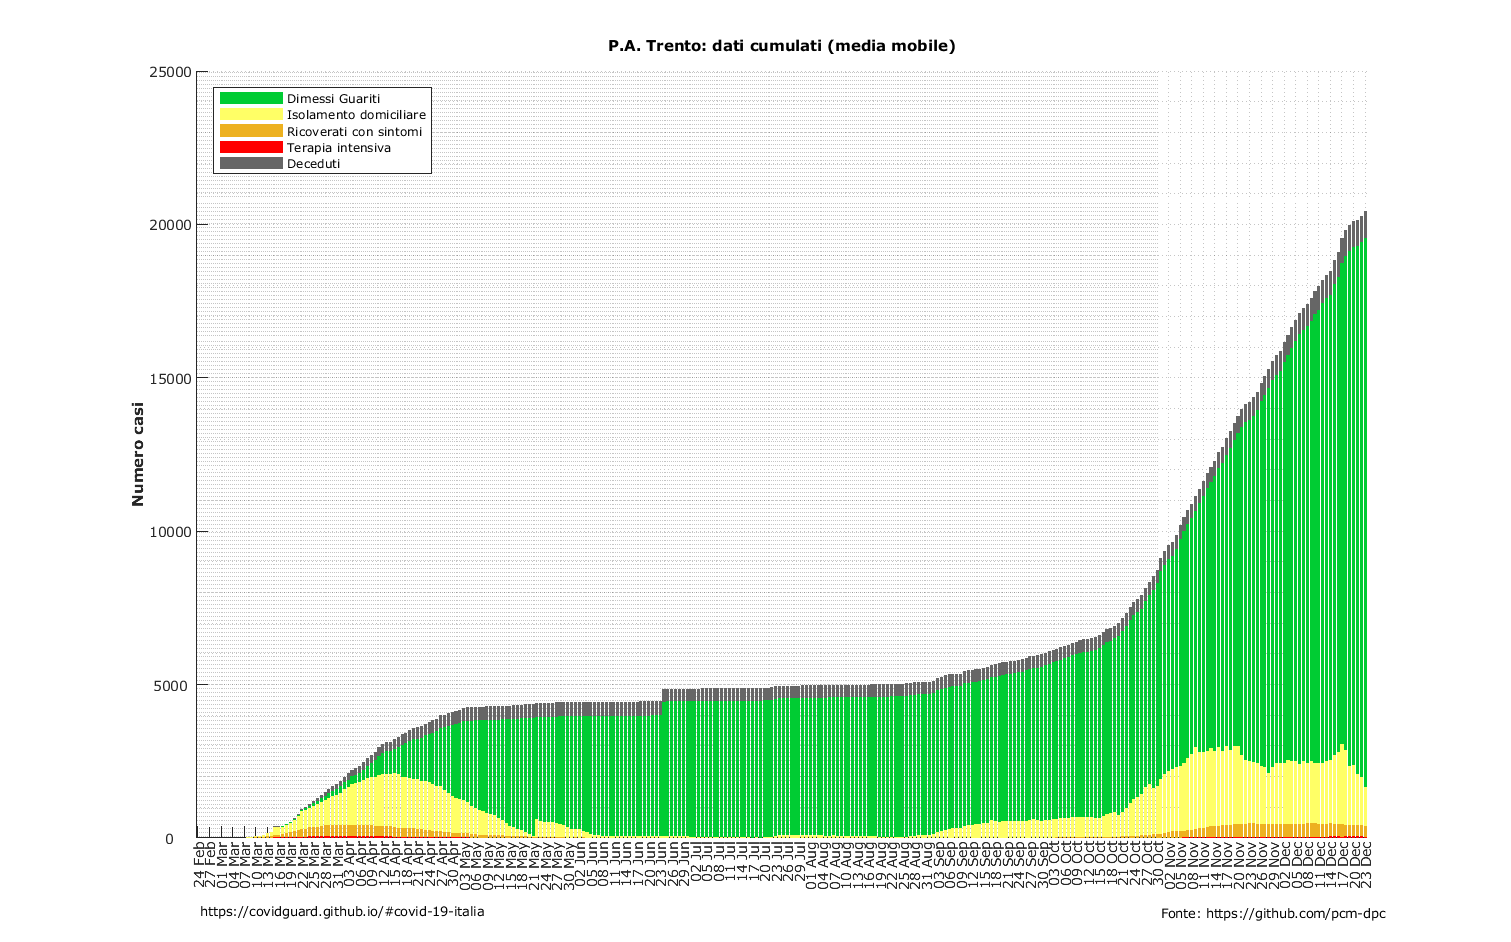 P.A. Trento: dati cumulati (media mobile)
Dimessi Guariti
Isolamento domiciliare
Ricoverati con sintomi
Terapia intensiva
Deceduti
Numero casi
25000
20000
15000
10000
5000
0
24 Feb
27 Feb
01 Mar
04 Mar
07 Mar
10 Mar
13 Mar
16 Mar
19 Mar
22 Mar
25 Mar
28 Mar
31 Mar
03 Apr
06 Apr
09 Apr
12 Apr
15 Apr
18 Apr
21 Apr
24 Apr
27 Apr
30 Apr
03 May
06 May
09 May
12 May
15 May
18 May
21 May
24 May
27 May
30 May
02 Jun
05 Jun
08 Jun
11 Jun
14 Jun
17 Jun
20 Jun
23 Jun
26 Jun
29 Jun
02 Jul
05 Jul
08 Jul
11 Jul
14 Jul
17 Jul
20 Jul
23 Jul
26 Jul
29 Jul
01 Aug
04 Aug
07 Aug
10 Aug
13 Aug
16 Aug
19 Aug
22 Aug
25 Aug
28 Aug
31 Aug
03 Sep
06 Sep
09 Sep
12 Sep
15 Sep
18 Sep
21 Sep
24 Sep
27 Sep
30 Sep
03 Oct
06 Oct
09 Oct
12 Oct
15 Oct
18 Oct
21 Oct
24 Oct
27 Oct
30 Oct
02 Nov
05 Nov
08 Nov
11 Nov
14 Nov
17 Nov
20 Nov
23 Nov
26 Nov
29 Nov
02 Dec
05 Dec
08 Dec
11 Dec
14 Dec
17 Dec
20 Dec
23 Dec
https://covidguard.github.io/#covid-19-italia
Fonte: https://github.com/pcm-dpc